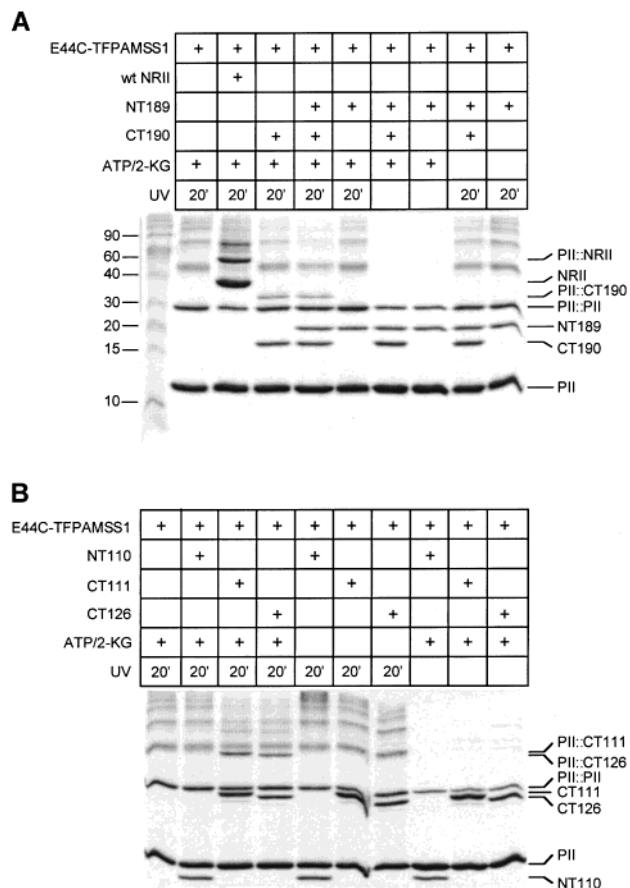 A
E44C-TFPAMSS1 + + + + + + + + +
wt NRII +
NT189 + + + + + +
CT190 + + + +
ATP/2-KG + + + + + + +
UV 20' 20' 20' 20' 20' 20' 20'
90
60
40
30
20
15
10
PII::NRII
NRII
PII::CT190
PII::PII
NT189
CT190
PII
B
E44C-TFPAMSS1 + + + + + + + + + +
NT110 + + +
CT111 + + +
CT126 + + +
ATP/2-KG + + + + + + +
UV 20' 20' 20' 20' 20' 20' 20'
PII::CT111
PII::CT126
PII::PII
CT111
CT126
PII
NT110